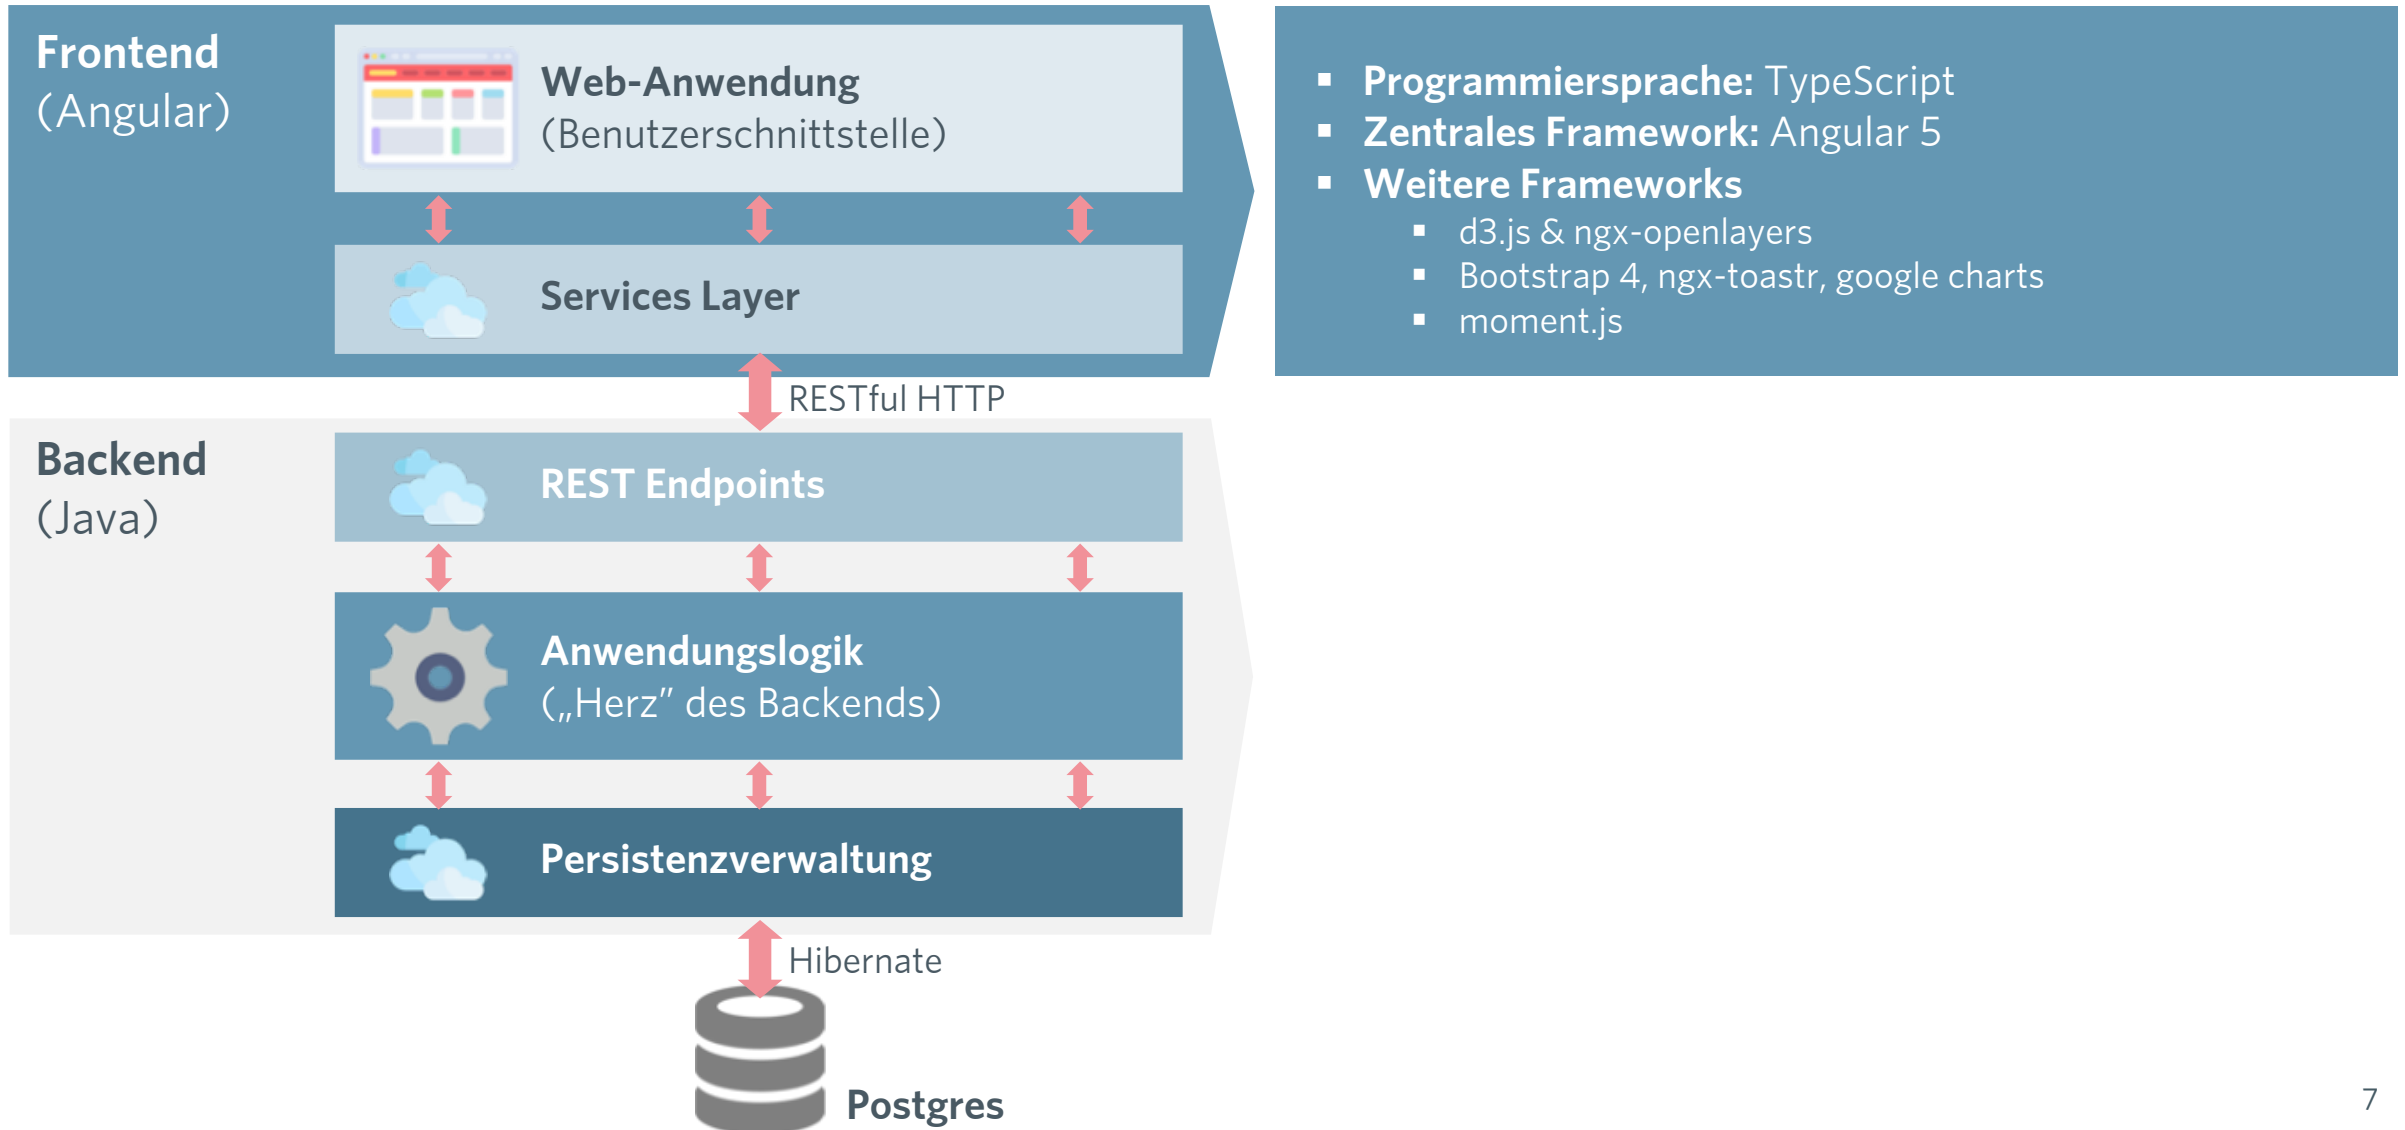 Frontend
(Angular)
Web-Anwendung
(Benutzerschnittstelle)
Services Layer
▪ Programmiersprache: TypeScript
▪ Zentrales Framework: Angular 5
▪ Weitere Frameworks
▪ d3.js & ngx-openlayers
▪ Bootstrap 4, ngx-toastr, google charts
▪ moment.js
RESTful HTTP
Backend
(Java)
REST Endpoints
Anwendungslogik
(„Herz" des Backends)
Persistenzverwaltung
Hibernate
Postgres
7